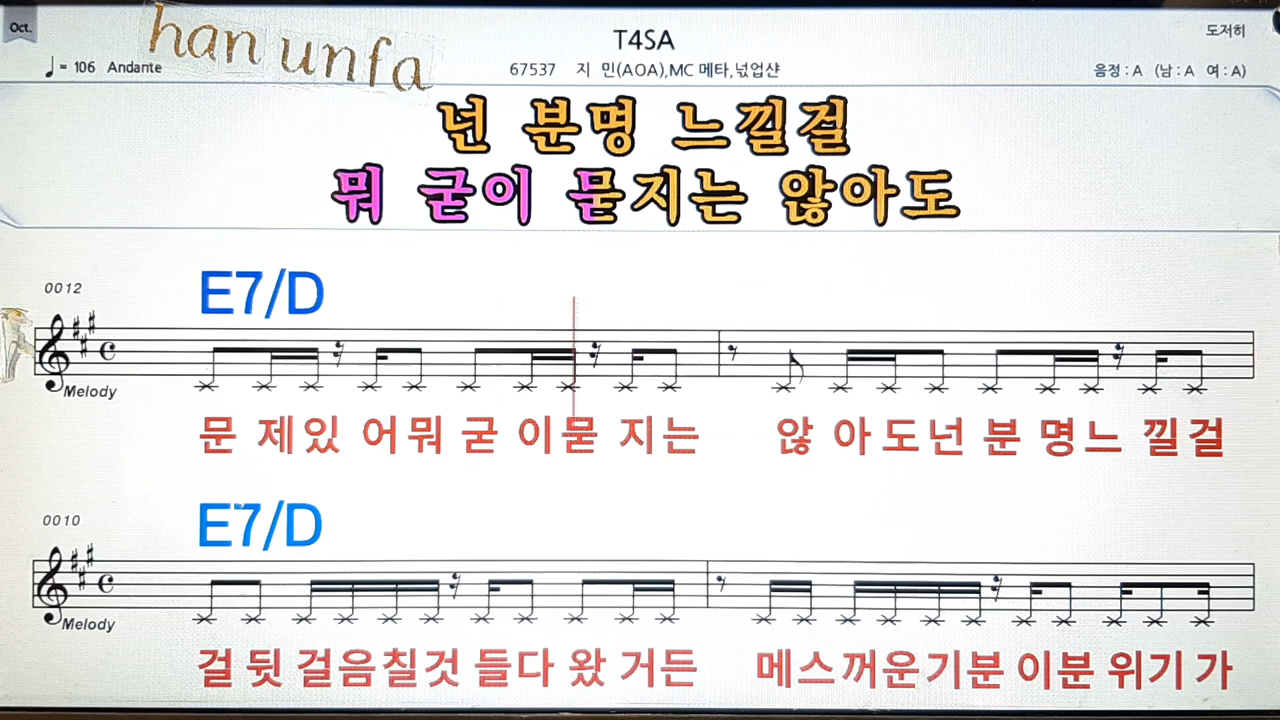 Oct.
han unfa
T4SA
도저히
♩= 106 Andante
67537 지 민(AOA),MC 메타,넋업샨
음정 : A (남 : A 여 : A)
넌 분명 느낄걸
뭐 굳이 묻지는 않아도
0012
E7/D
Melody
문 제있 어뭐 굳 이묻 지는 않 아 도넌 분 명느 낄걸
0010
E7/D
Melody
걸 뒷 걸음칠것 들다 왔 거든 메스꺼운기분 이분 위기가